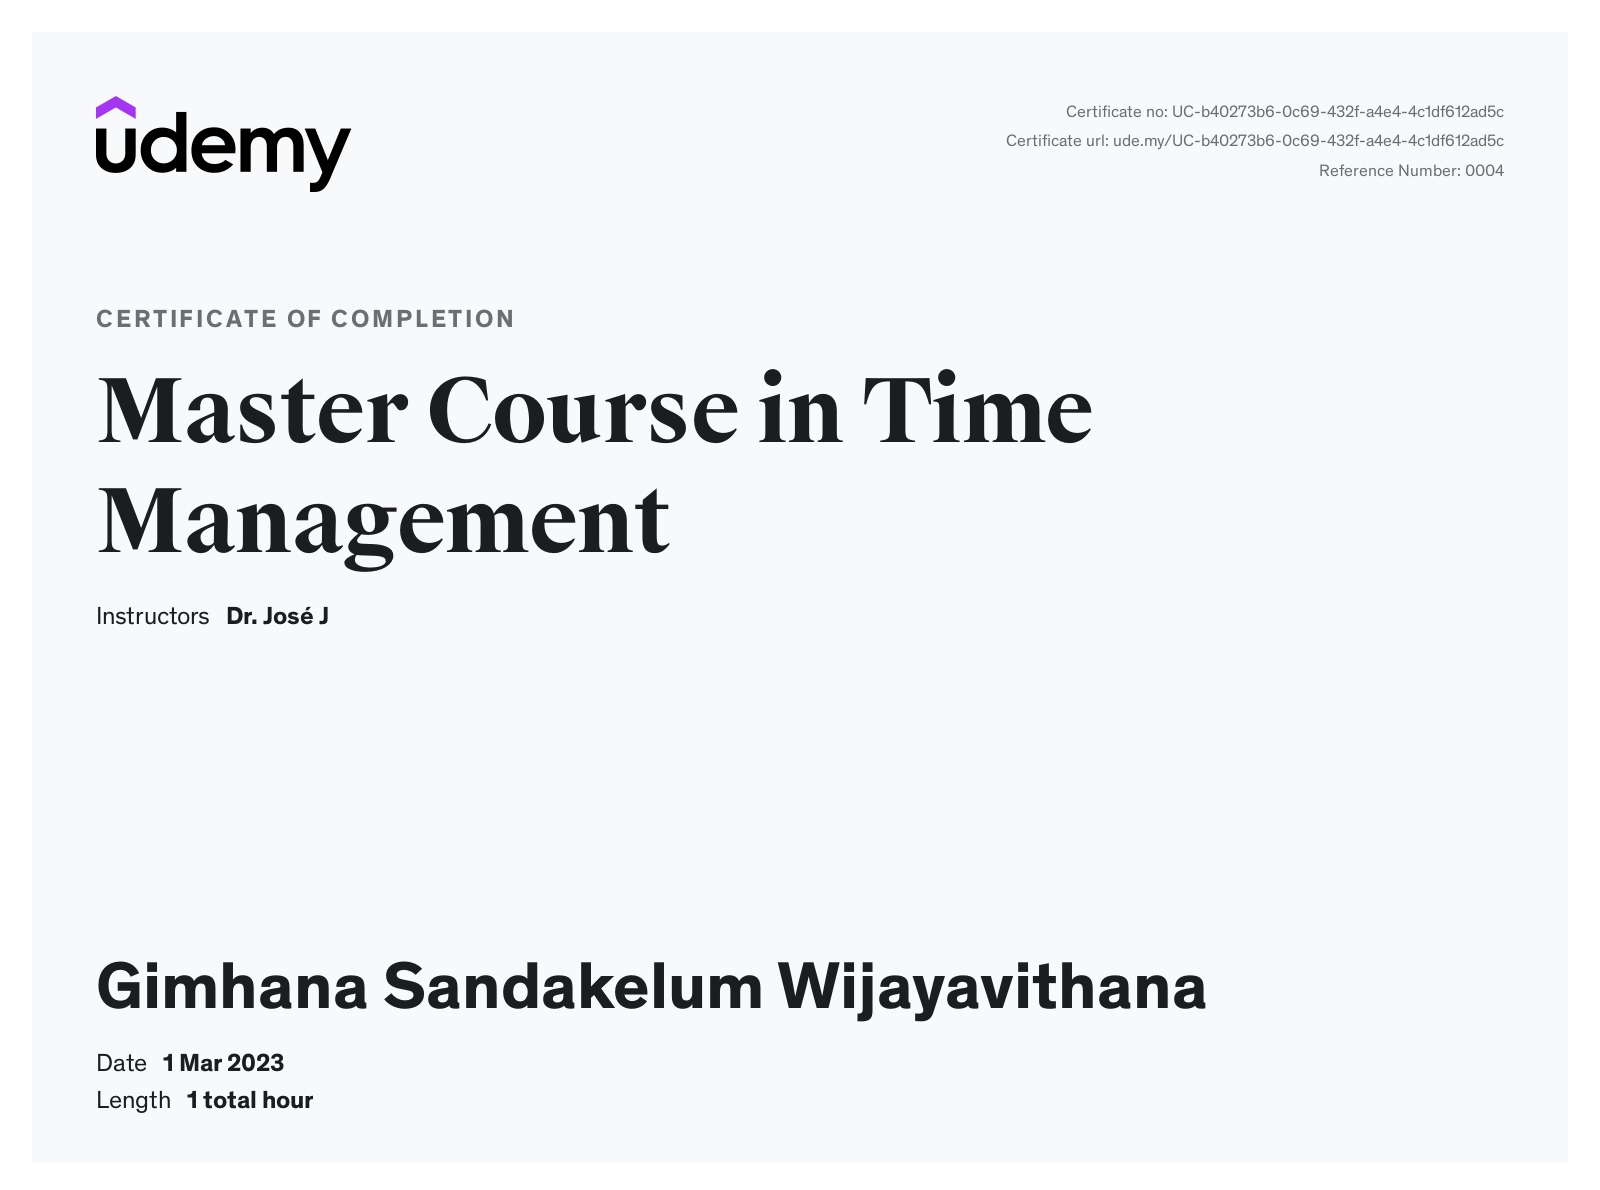 udemy
Certificate no: UC-b40273b6-0c69-432f-a4e4-4c1df612ad5c
Certificate url: ude.my/UC-b40273b6-0c69-432f-a4e4-4c1df612ad5c
Reference Number: 0004
CERTIFICATE OF COMPLETION
Master Course in Time
Management
Instructors Dr. José J
Gimhana Sandakelum Wijayavithana
Date 1 Mar 2023
Length 1 total hour